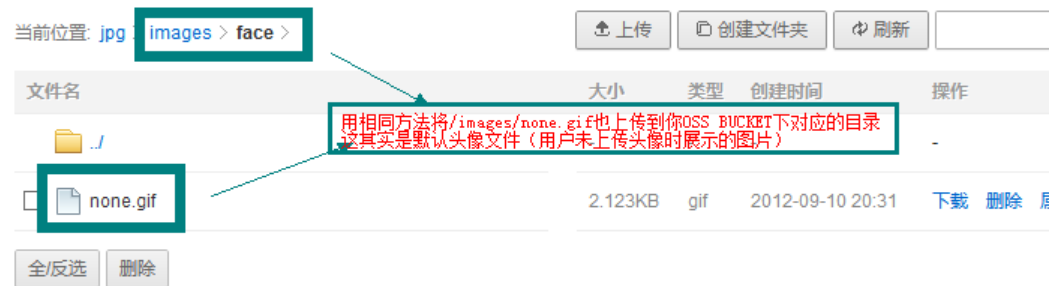 当前位置: jpg > images > face >
上传 创建文件夹 刷新
文件名 大小 类型 创建时间 操作
../ -
用相同方法将/images/none.gif也上传到你OSS BUCKET下对应的目录
这其实是默认头像文件（用户未上传头像时展示的图片）
none.gif 2.123KB gif 2012-09-10 20:31 下载 删除
全/反选 删除